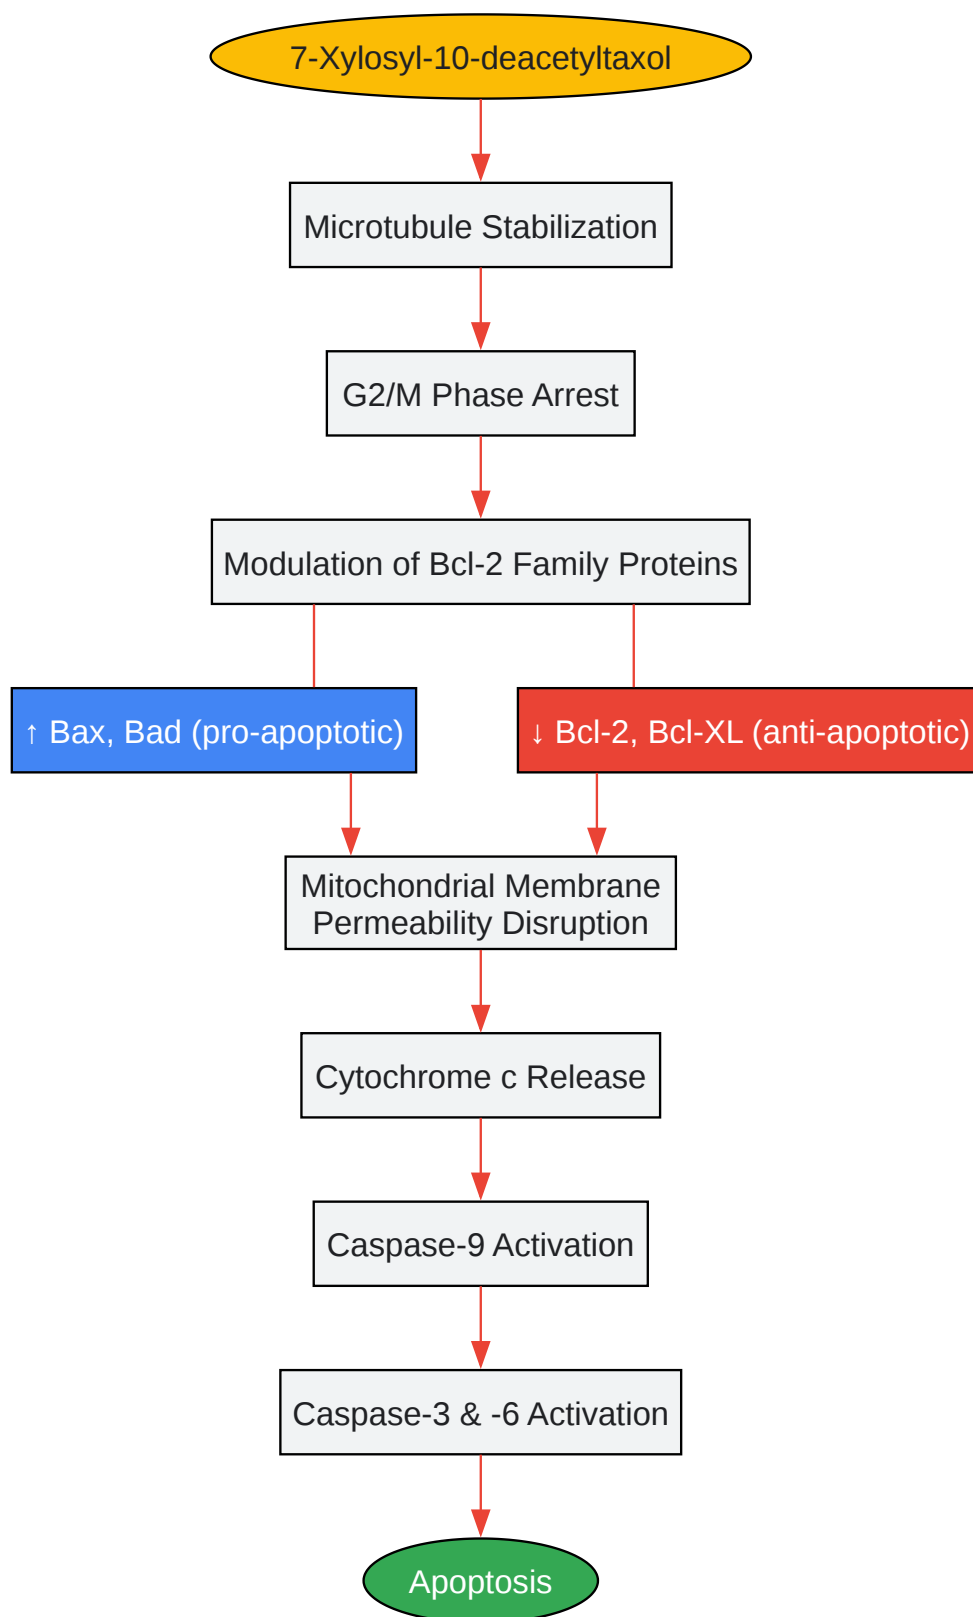 7-Xylosyl-10-deacetyltaxol
Microtubule Stabilization
G2/M Phase Arrest
Modulation of Bcl-2 Family Proteins
↑ Bax, Bad (pro-apoptotic)
↓ Bcl-2, Bcl-XL (anti-apoptotic)
Mitochondrial Membrane
Permeability Disruption
Cytochrome c Release
Caspase-9 Activation
Caspase-3 & -6 Activation
Apoptosis